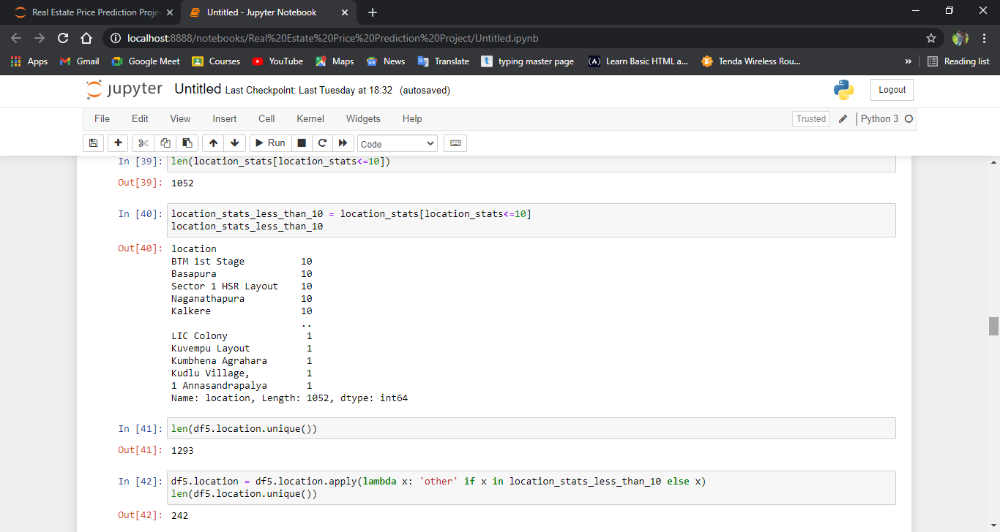 Real Estate Price Prediction Proje
Untitled - Jupyter Notebook
localhost:8888/notebooks/Real%20Estate%20Price%20Prediction%20Project/Untitled.ipynb
Apps Gmail Google Meet Courses YouTube Maps News Translate typing master page Learn Basic HTML a... Tenda Wireless Rou... » Reading list
jupyter Untitled Last Checkpoint: Last Tuesday at 18:32 (autosaved) Logout
File Edit View Insert Cell Kernel Widgets Help Trusted Python 3
Run Code
In [39]: len(location_stats[location_stats<=10])
Out[39]: 1052
In [40]: location_stats_less_than_10 = location_stats[location_stats<=10]
location_stats_less_than_10
Out[40]: location
BTM 1st Stage 10
Basapura 10
Sector 1 HSR Layout 10
Naganathapura 10
Kalkere 10
..
LIC Colony 1
Kuvempu Layout 1
Kumbhena Agrahara 1
Kudlu Village, 1
1 Annasandrapalya 1
Name: location, Length: 1052, dtype: int64
In [41]: len(df5.location.unique())
Out[41]: 1293
In [42]: df5.location = df5.location.apply(lambda x: 'other' if x in location_stats_less_than_10 else x)
len(df5.location.unique())
Out[42]: 242